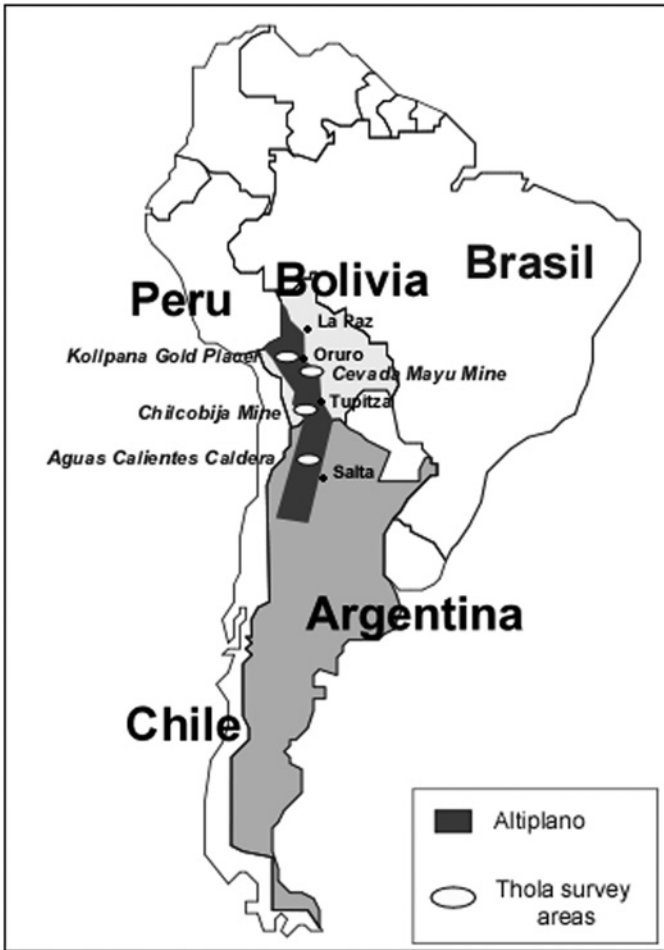 Bolivia
Brasil
Peru
La Paz
Kollpana Gold Placer
Oruro
Cevada Mayu Mine
Tupitza
Chilcobija Mine
Aguas Calientes Caldera
Salta
Argentina
Chile
Altiplano
Thola survey
areas